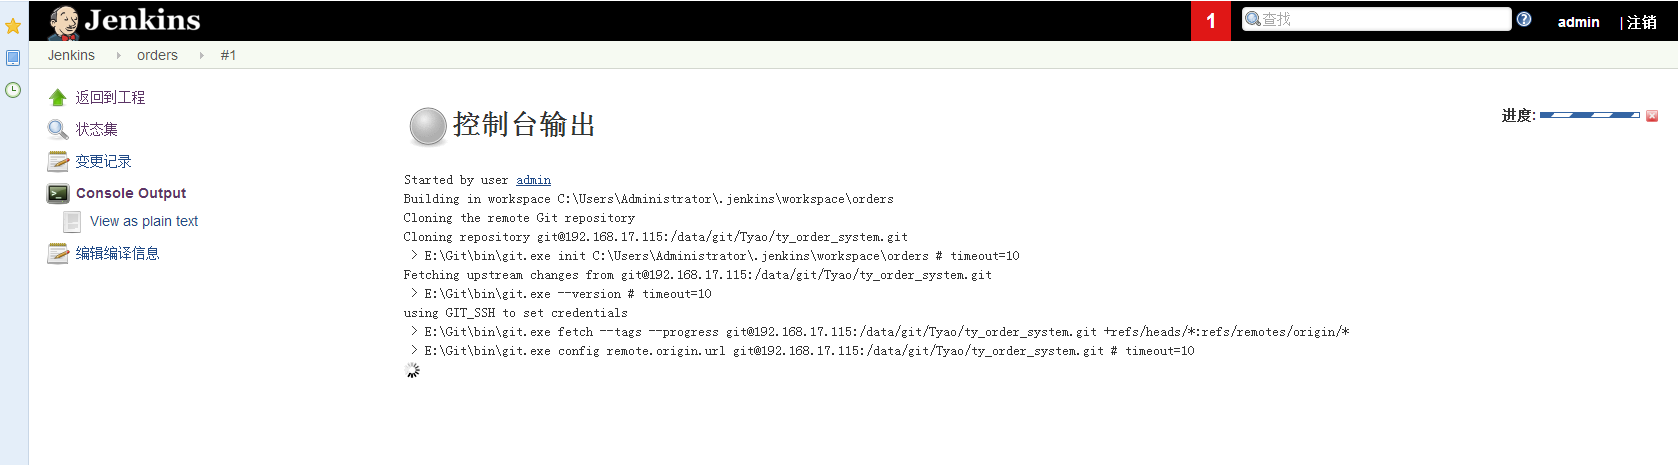 Jenkins
1
查找
admin
| 注销
Jenkins
orders
#1
返回到工程
状态集
变更记录
Console Output
View as plain text
编辑编译信息
控制台输出
进度:
Started by user admin
Building in workspace C:\Users\Administrator\.jenkins\workspace\orders
Cloning the remote Git repository
Cloning repository git@192.168.17.115:/data/git/Tyao/ty_order_system.git
> E:\Git\bin\git.exe init C:\Users\Administrator\.jenkins\workspace\orders # timeout=10
Fetching upstream changes from git@192.168.17.115:/data/git/Tyao/ty_order_system.git
> E:\Git\bin\git.exe --version # timeout=10
using GIT_SSH to set credentials
> E:\Git\bin\git.exe fetch --tags --progress git@192.168.17.115:/data/git/Tyao/ty_order_system.git +refs/heads/*:refs/remotes/origin/*
> E:\Git\bin\git.exe config remote.origin.url git@192.168.17.115:/data/git/Tyao/ty_order_system.git # timeout=10